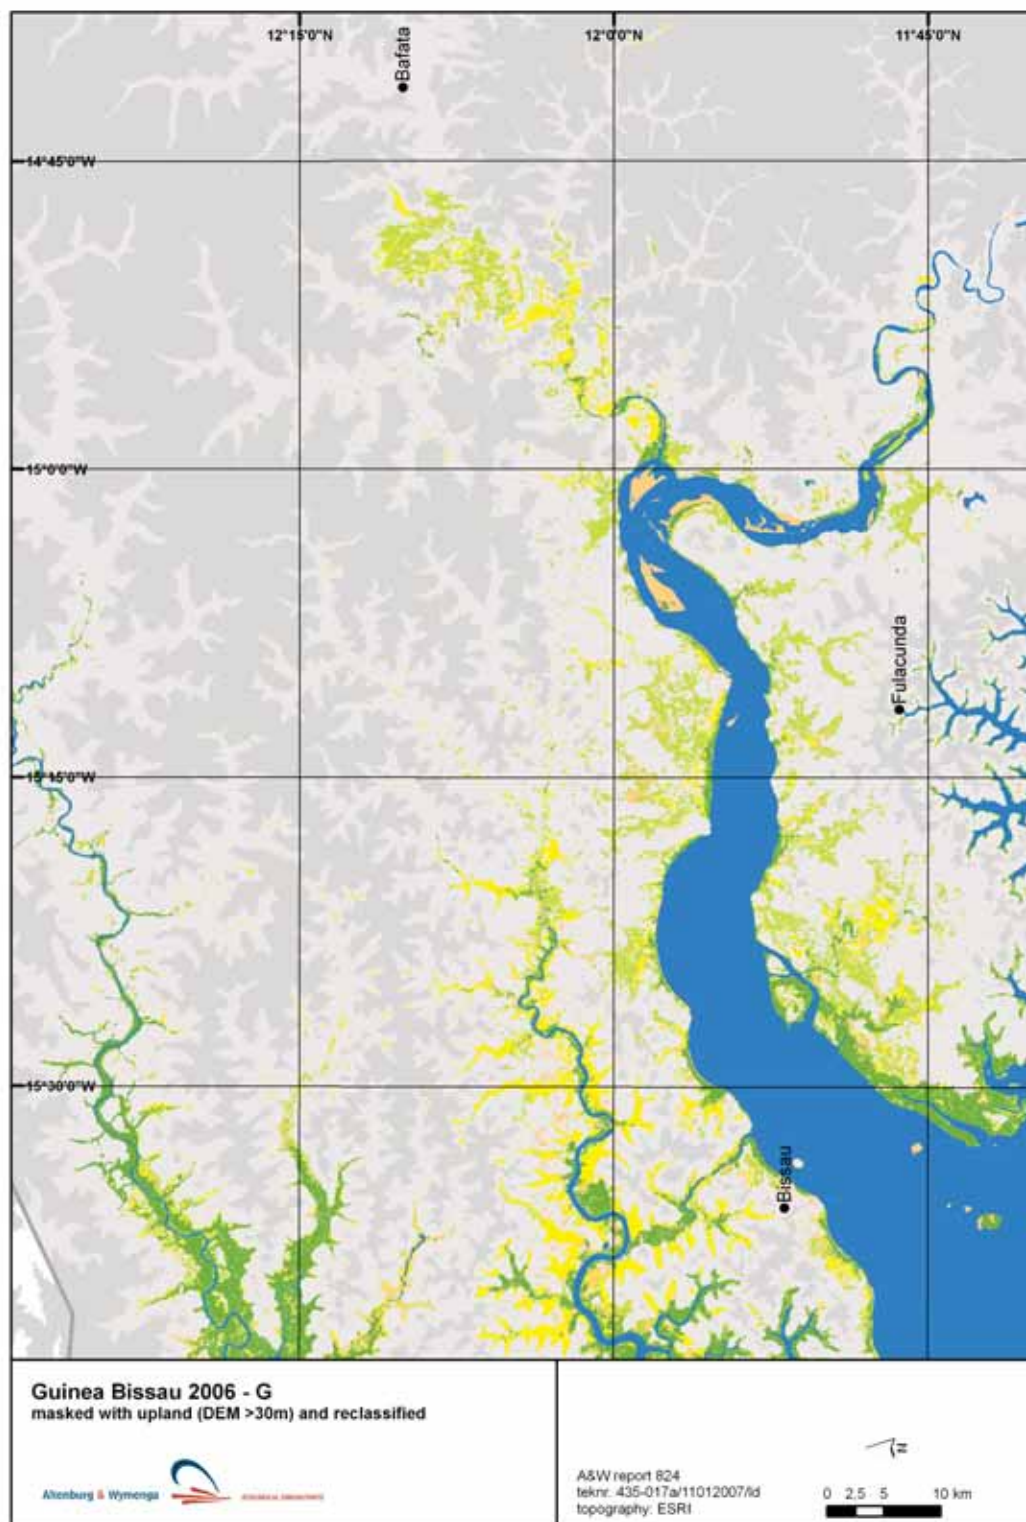 12°15'0"N
12°0'0"N
11°45'0"N
Bafata
14°45'0"W
15°0'0"W
Fulacunda
15°15'0"W
15°30'0"W
Bissau
Guinea Bissau 2006 - G
masked with upland (DEM >30m) and reclassified
Altenburg & Wymenga
ECOLOGICAL CONSULTANTS
N
A&W report 824
teknr. 435-017a/11012007/ld
topography: ESRI
0 2.5 5 10 km